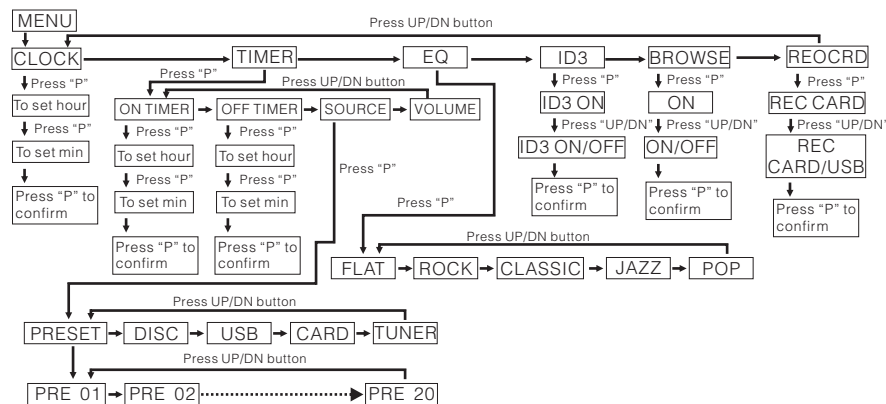 MENU
Press UP/DN button
CLOCK
TIMER
EQ
ID3
BROWSE
REOCRD
Press "P"
To set hour
Press "P"
To set min
Press "P" to
confirm
Press "P"
Press UP/DN button
ON TIMER
OFF TIMER
SOURCE
VOLUME
Press "P"
To set hour
Press "P"
To set min
Press "P" to
confirm
Press "P"
To set hour
Press "P"
To set min
Press "P" to
confirm
Press "P"
Press "P"
Press "P"
ID3 ON
Press "UP/DN"
ID3 ON/OFF
Press "P" to
confirm
Press "P"
ON
Press "UP/DN"
ON/OFF
Press "P" to
confirm
Press "P"
REC CARD
Press "UP/DN"
REC
CARD/USB
Press "P" to
confirm
Press UP/DN button
FLAT
ROCK
CLASSIC
JAZZ
POP
Press UP/DN button
PRESET
DISC
USB
CARD
TUNER
Press UP/DN button
PRE 01
PRE 02
PRE 20